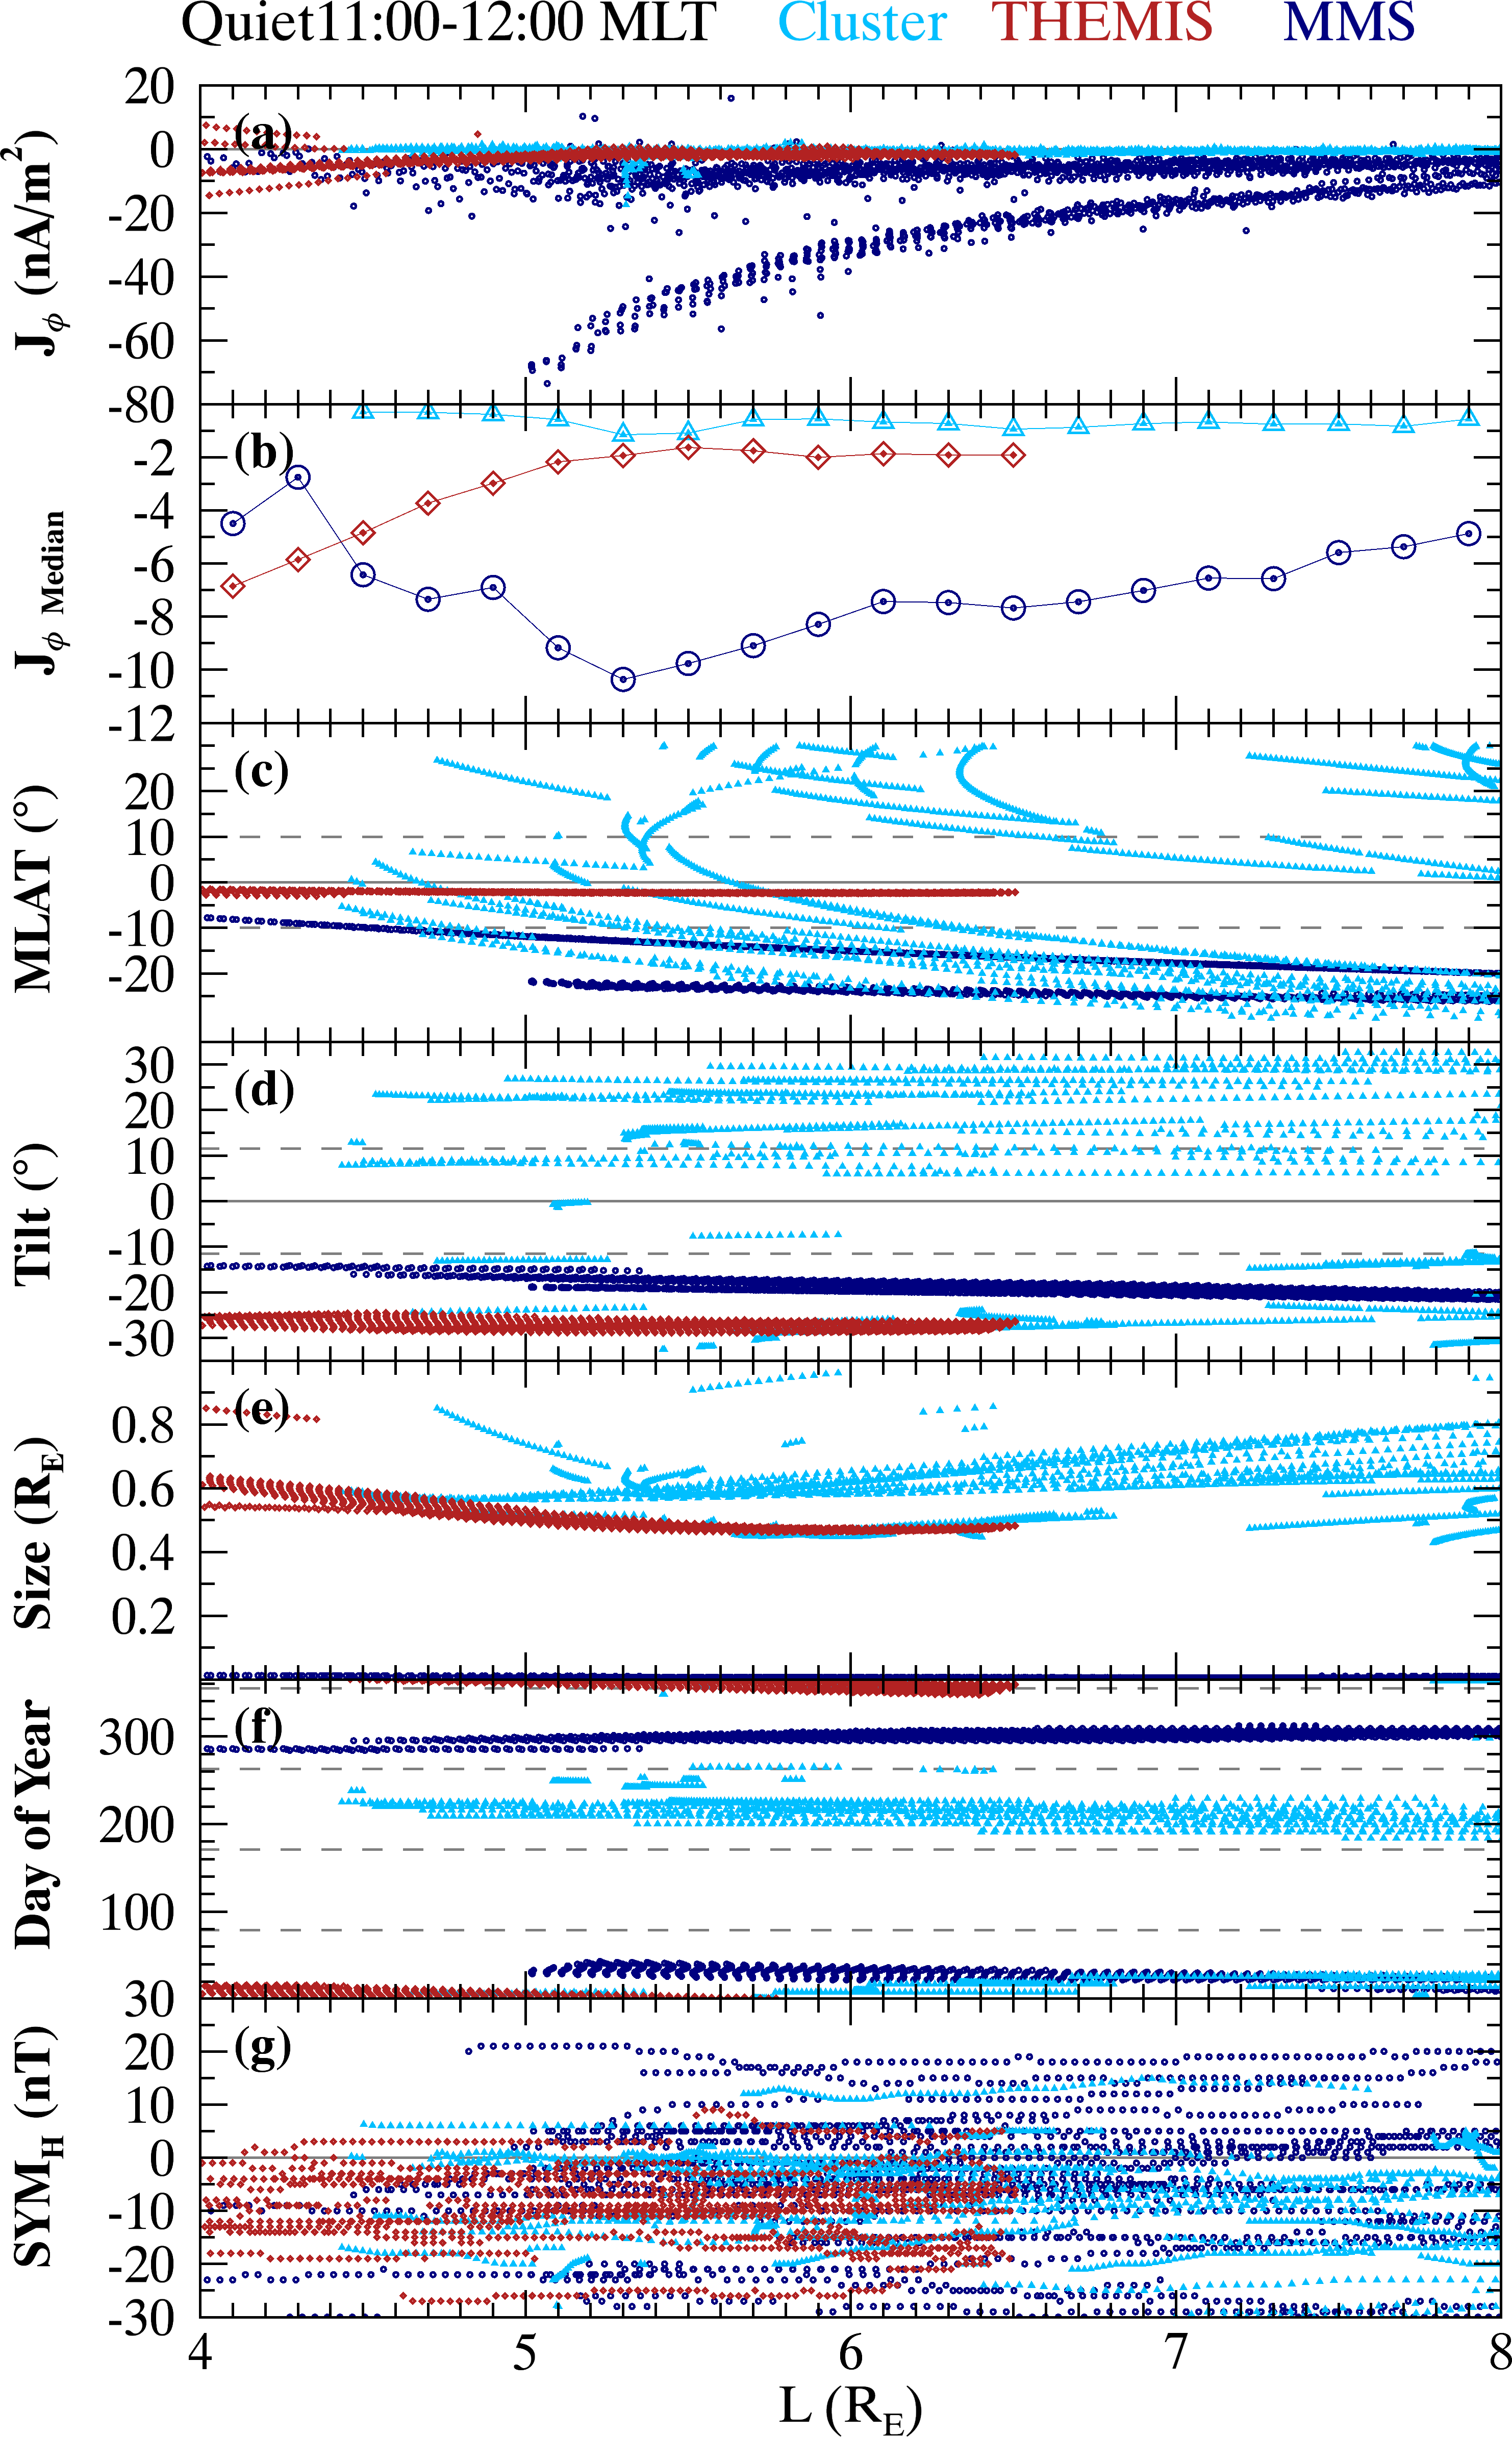 Quiet11:00-12:00 MLT Cluster THEMIS MMS
20
0
-20
-40
-60
-80
Jϕ (nA/m²)
(a)
-2
-4
-6
-8
-10
-12
Jϕ Median
(b)
20
10
0
-10
-20
MLAT (°)
(c)
30
20
10
0
-10
-20
-30
Tilt (°)
(d)
0.8
0.6
0.4
0.2
Size (RE)
(e)
300
200
100
Day of Year
(f)
30
20
10
0
-10
-20
-30
SYMH (nT)
(g)
4 5 6 7 8
L (RE)